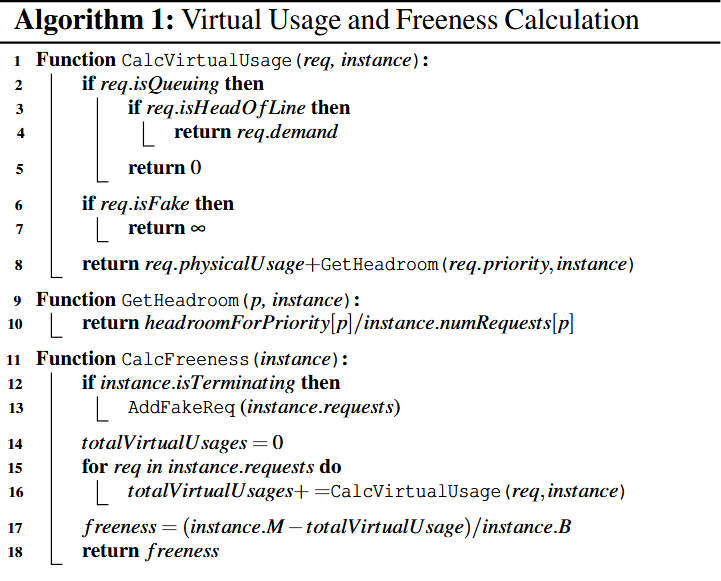 Algorithm 1: Virtual Usage and Freeness Calculation
1 Function CalcVirtualUsage(req, instance):
2 if req.isQueuing then
3 if req.isHeadOfLine then
4 return req.demand
5 return 0
6 if req.isFake then
7 return ∞
8 return req.physicalUsage+GetHeadroom(req.priority,instance)
9 Function GetHeadroom(p, instance):
10 return headroomForPriority[p]/instance.numRequests[p]
11 Function CalcFreeness(instance):
12 if instance.isTerminating then
13 AddFakeReq(instance.requests)
14 totalVirtualUsages = 0
15 for req in instance.requests do
16 totalVirtualUsages+ =CalcVirtualUsage(req,instance)
17 freeness = (instance.M − totalVirtualUsage)/instance.B
18 return freeness